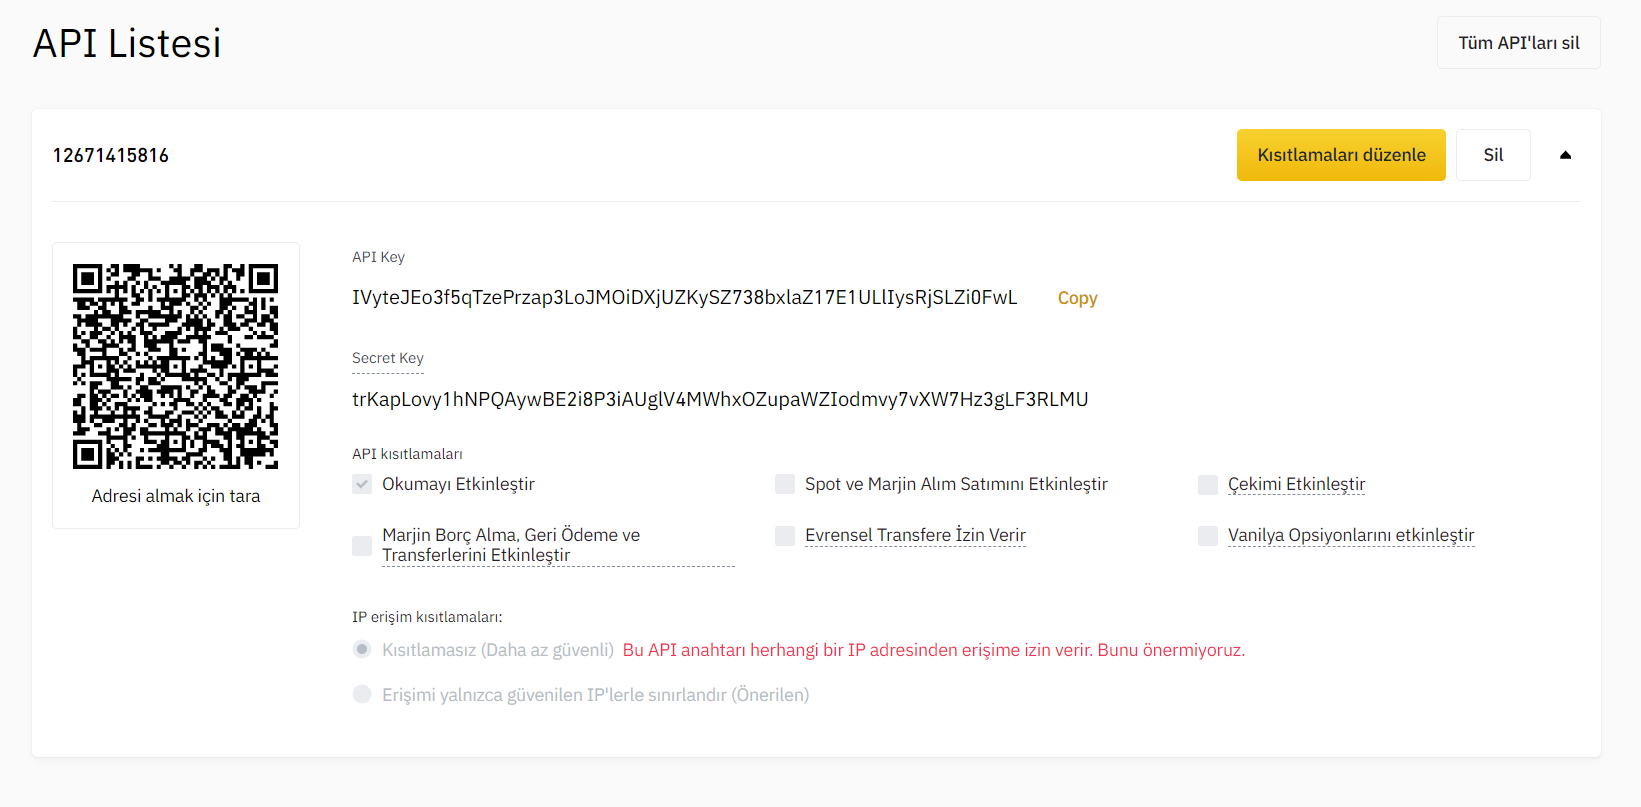 API Listesi
Tüm API'ları sil
12671415816
Kısıtlamaları düzenle
Sil
API Key
IVyteJEo3f5qTzePrzap3LoJMOiDXjUZKySZ738bxlaZ17E1ULlIysRjSLZi0FwL
Copy
Secret Key
trKapLovy1hNPQAywBE2i8P3iAUglV4MWhxOZupaWZIodmvy7vXW7Hz3gLF3RLMU
Adresi almak için tara
API kısıtlamaları
Okumayı Etkinleştir
Spot ve Marjin Alım Satımını Etkinleştir
Çekimi Etkinleştir
Marjin Borç Alma, Geri Ödeme ve
Transferlerini Etkinleştir
Evrensel Transfere İzin Verir
Vanilya Opsiyonlarını etkinleştir
IP erişim kısıtlamaları:
Kısıtlamasız (Daha az güvenli) Bu API anahtarı herhangi bir IP adresinden erişime izin verir. Bunu önermiyoruz.
Erişimi yalnızca güvenilen IP'lerle sınırlandır (Önerilen)